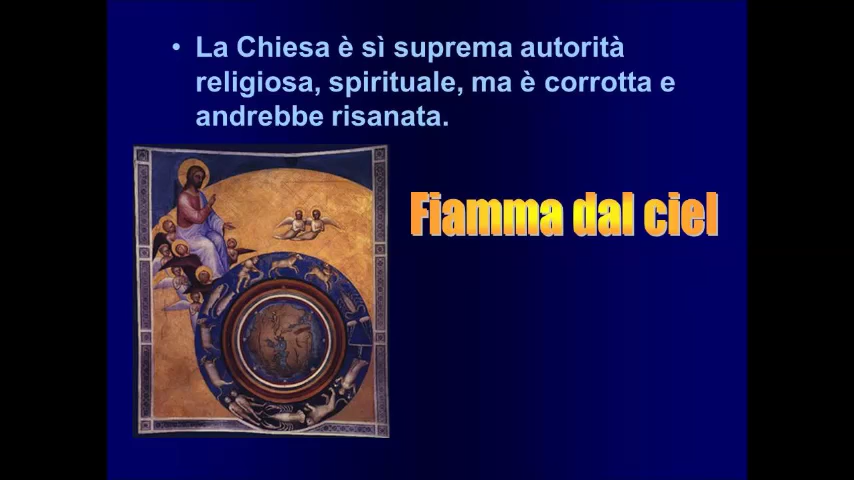 • La Chiesa è sì suprema autorità
religiosa, spirituale, ma è corrotta e
andrebbe risanata.
Fiamma dal ciel